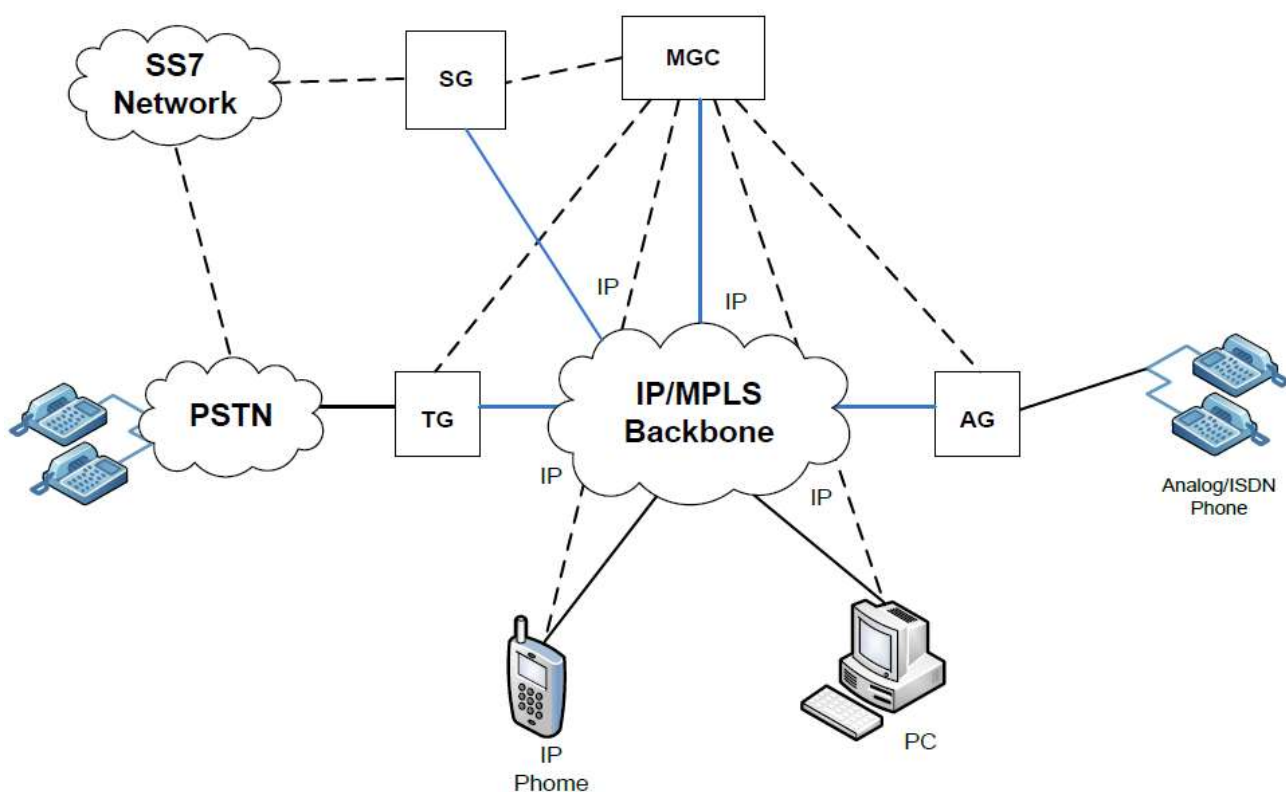 SS7
Network
SG
MGC
IP
IP
PSTN
TG
IP/MPLS
Backbone
AG
IP
IP
Analog/ISDN
Phone
IP
Phome
PC